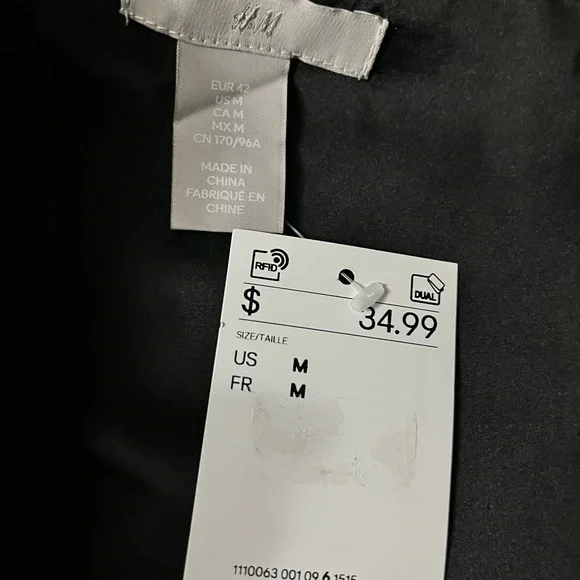 H&M
EUR 42
US M
CA M
MX M
CN 170/96A
MADE IN
CHINA
FABRIQUÉ EN
CHINE
RFID
DUAL
$ 34.99
SIZE/TAILLE
US M
FR M
1110063 001 09 6 1515